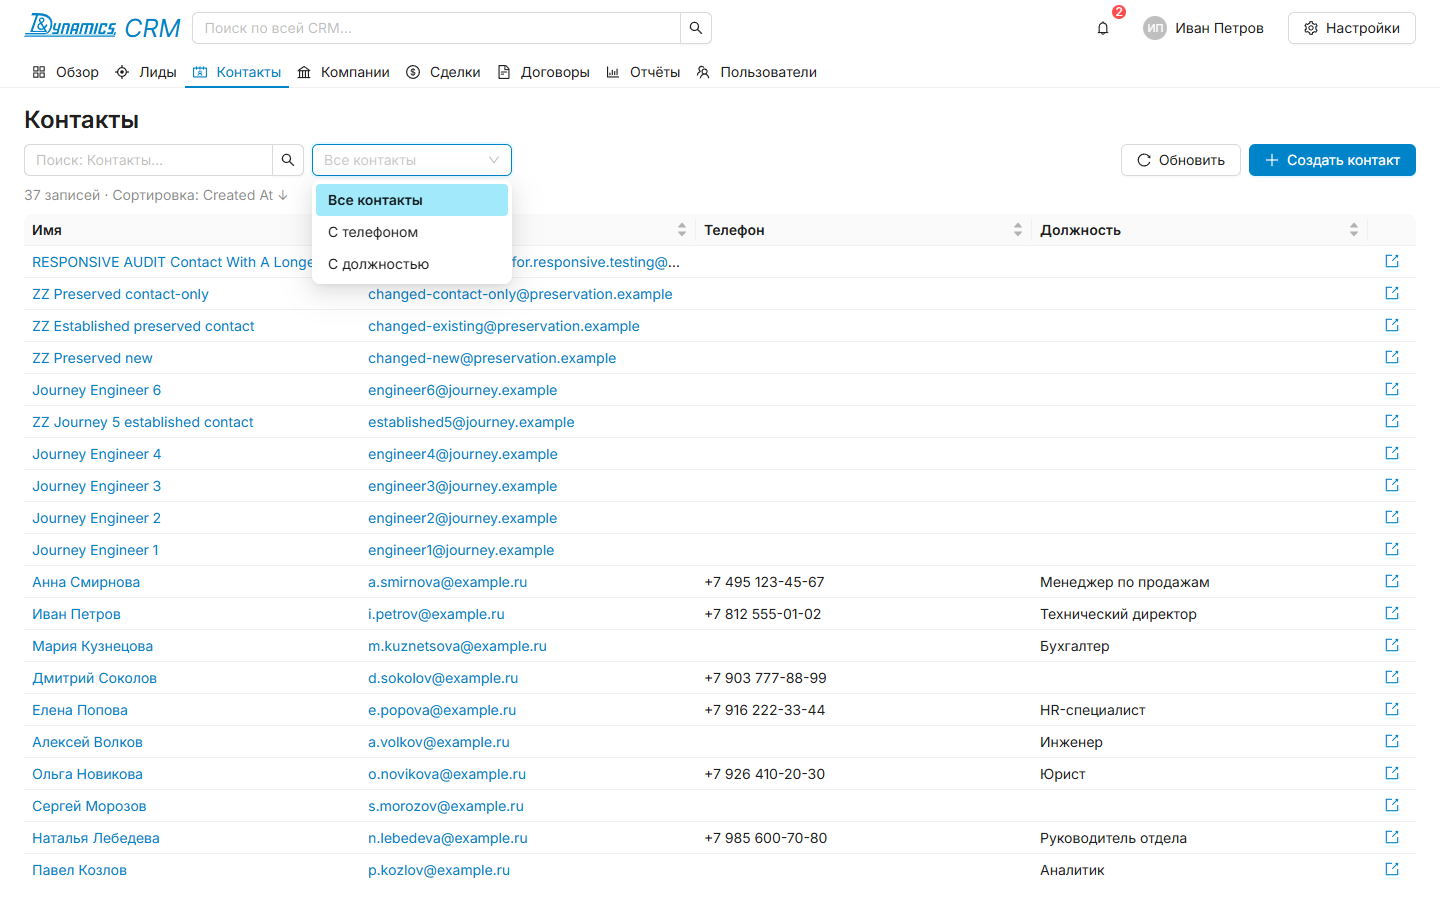 Dynamics CRM
Поиск по всей CRM...
2
ИП Иван Петров
Настройки
Обзор
Лиды
Контакты
Компании
Сделки
Договоры
Отчёты
Пользователи
Контакты
Поиск: Контакты...
Все контакты
Обновить
Создать контакт
37 записей · Сортировка: Created At ↓
Все контакты
С телефоном
С должностью
Имя Телефон Должность
RESPONSIVE AUDIT Contact With A Longe for.responsive.testing@...
ZZ Preserved contact-only changed-contact-only@preservation.example
ZZ Established preserved contact changed-existing@preservation.example
ZZ Preserved new changed-new@preservation.example
Journey Engineer 6 engineer6@journey.example
ZZ Journey 5 established contact established5@journey.example
Journey Engineer 4 engineer4@journey.example
Journey Engineer 3 engineer3@journey.example
Journey Engineer 2 engineer2@journey.example
Journey Engineer 1 engineer1@journey.example
Анна Смирнова a.smirnova@example.ru +7 495 123-45-67 Менеджер по продажам
Иван Петров i.petrov@example.ru +7 812 555-01-02 Технический директор
Мария Кузнецова m.kuznetsova@example.ru Бухгалтер
Дмитрий Соколов d.sokolov@example.ru +7 903 777-88-99
Елена Попова e.popova@example.ru +7 916 222-33-44 HR-специалист
Алексей Волков a.volkov@example.ru Инженер
Ольга Новикова o.novikova@example.ru +7 926 410-20-30 Юрист
Сергей Морозов s.morozov@example.ru
Наталья Лебедева n.lebedeva@example.ru +7 985 600-70-80 Руководитель отдела
Павел Козлов p.kozlov@example.ru Аналитик